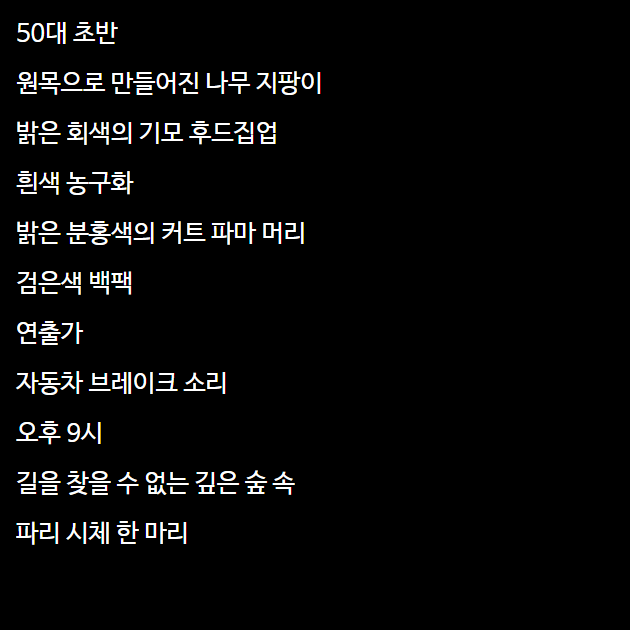 50대 초반
원목으로 만들어진 나무 지팡이
밝은 회색의 기모 후드집업
흰색 농구화
밝은 분홍색의 커트 파마 머리
검은색 백팩
연출가
자동차 브레이크 소리
오후 9시
길을 찾을 수 없는 깊은 숲 속
파리 시체 한 마리